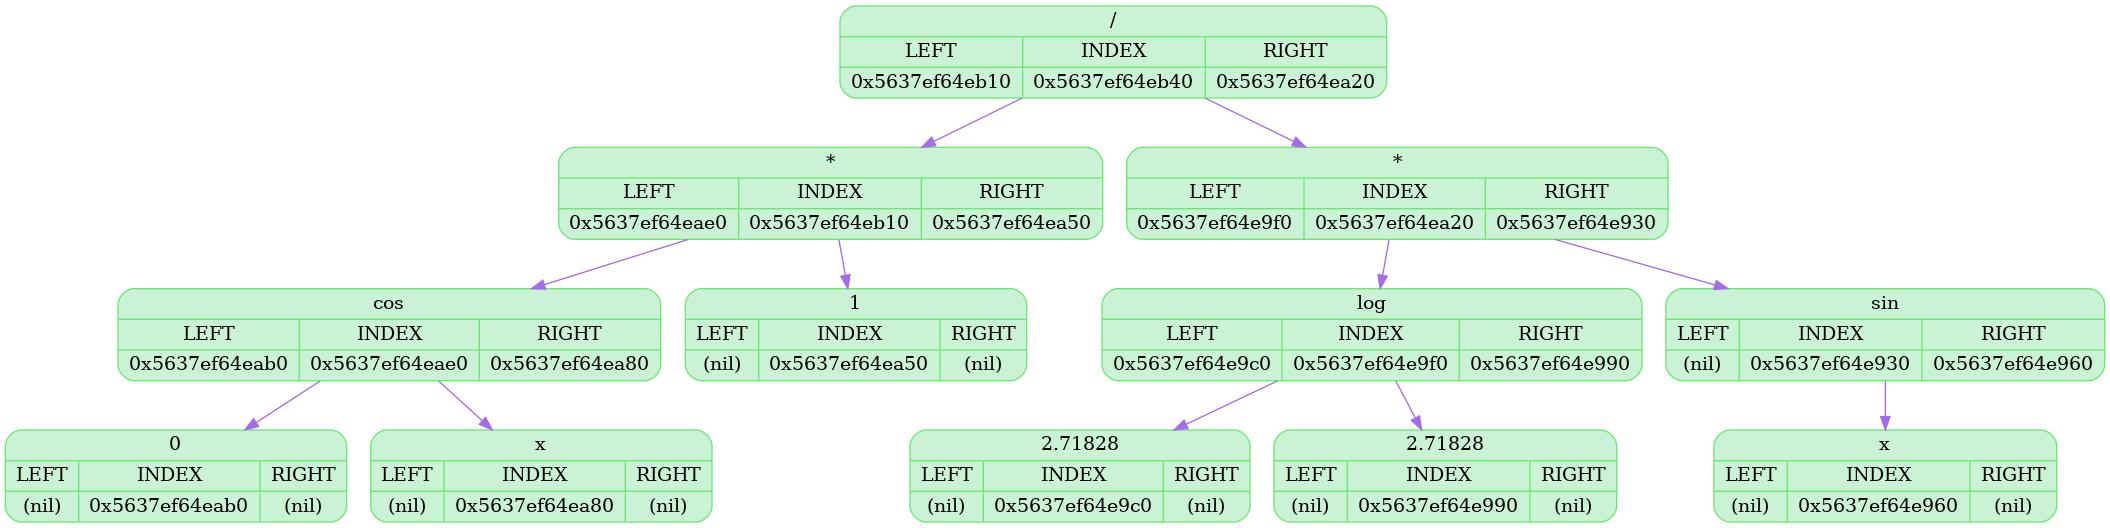 /
LEFT INDEX RIGHT
0x5637ef64eb10 0x5637ef64eb40 0x5637ef64ea20
*
LEFT INDEX RIGHT
0x5637ef64eae0 0x5637ef64eb10 0x5637ef64ea50
*
LEFT INDEX RIGHT
0x5637ef64e9f0 0x5637ef64ea20 0x5637ef64e930
cos
LEFT INDEX RIGHT
0x5637ef64eab0 0x5637ef64eae0 0x5637ef64ea80
1
LEFT INDEX RIGHT
(nil) 0x5637ef64ea50 (nil)
log
LEFT INDEX RIGHT
0x5637ef64e9c0 0x5637ef64e9f0 0x5637ef64e990
sin
LEFT INDEX RIGHT
(nil) 0x5637ef64e930 0x5637ef64e960
0
LEFT INDEX RIGHT
(nil) 0x5637ef64eab0 (nil)
x
LEFT INDEX RIGHT
(nil) 0x5637ef64ea80 (nil)
2.71828
LEFT INDEX RIGHT
(nil) 0x5637ef64e9c0 (nil)
2.71828
LEFT INDEX RIGHT
(nil) 0x5637ef64e990 (nil)
x
LEFT INDEX RIGHT
(nil) 0x5637ef64e960 (nil)